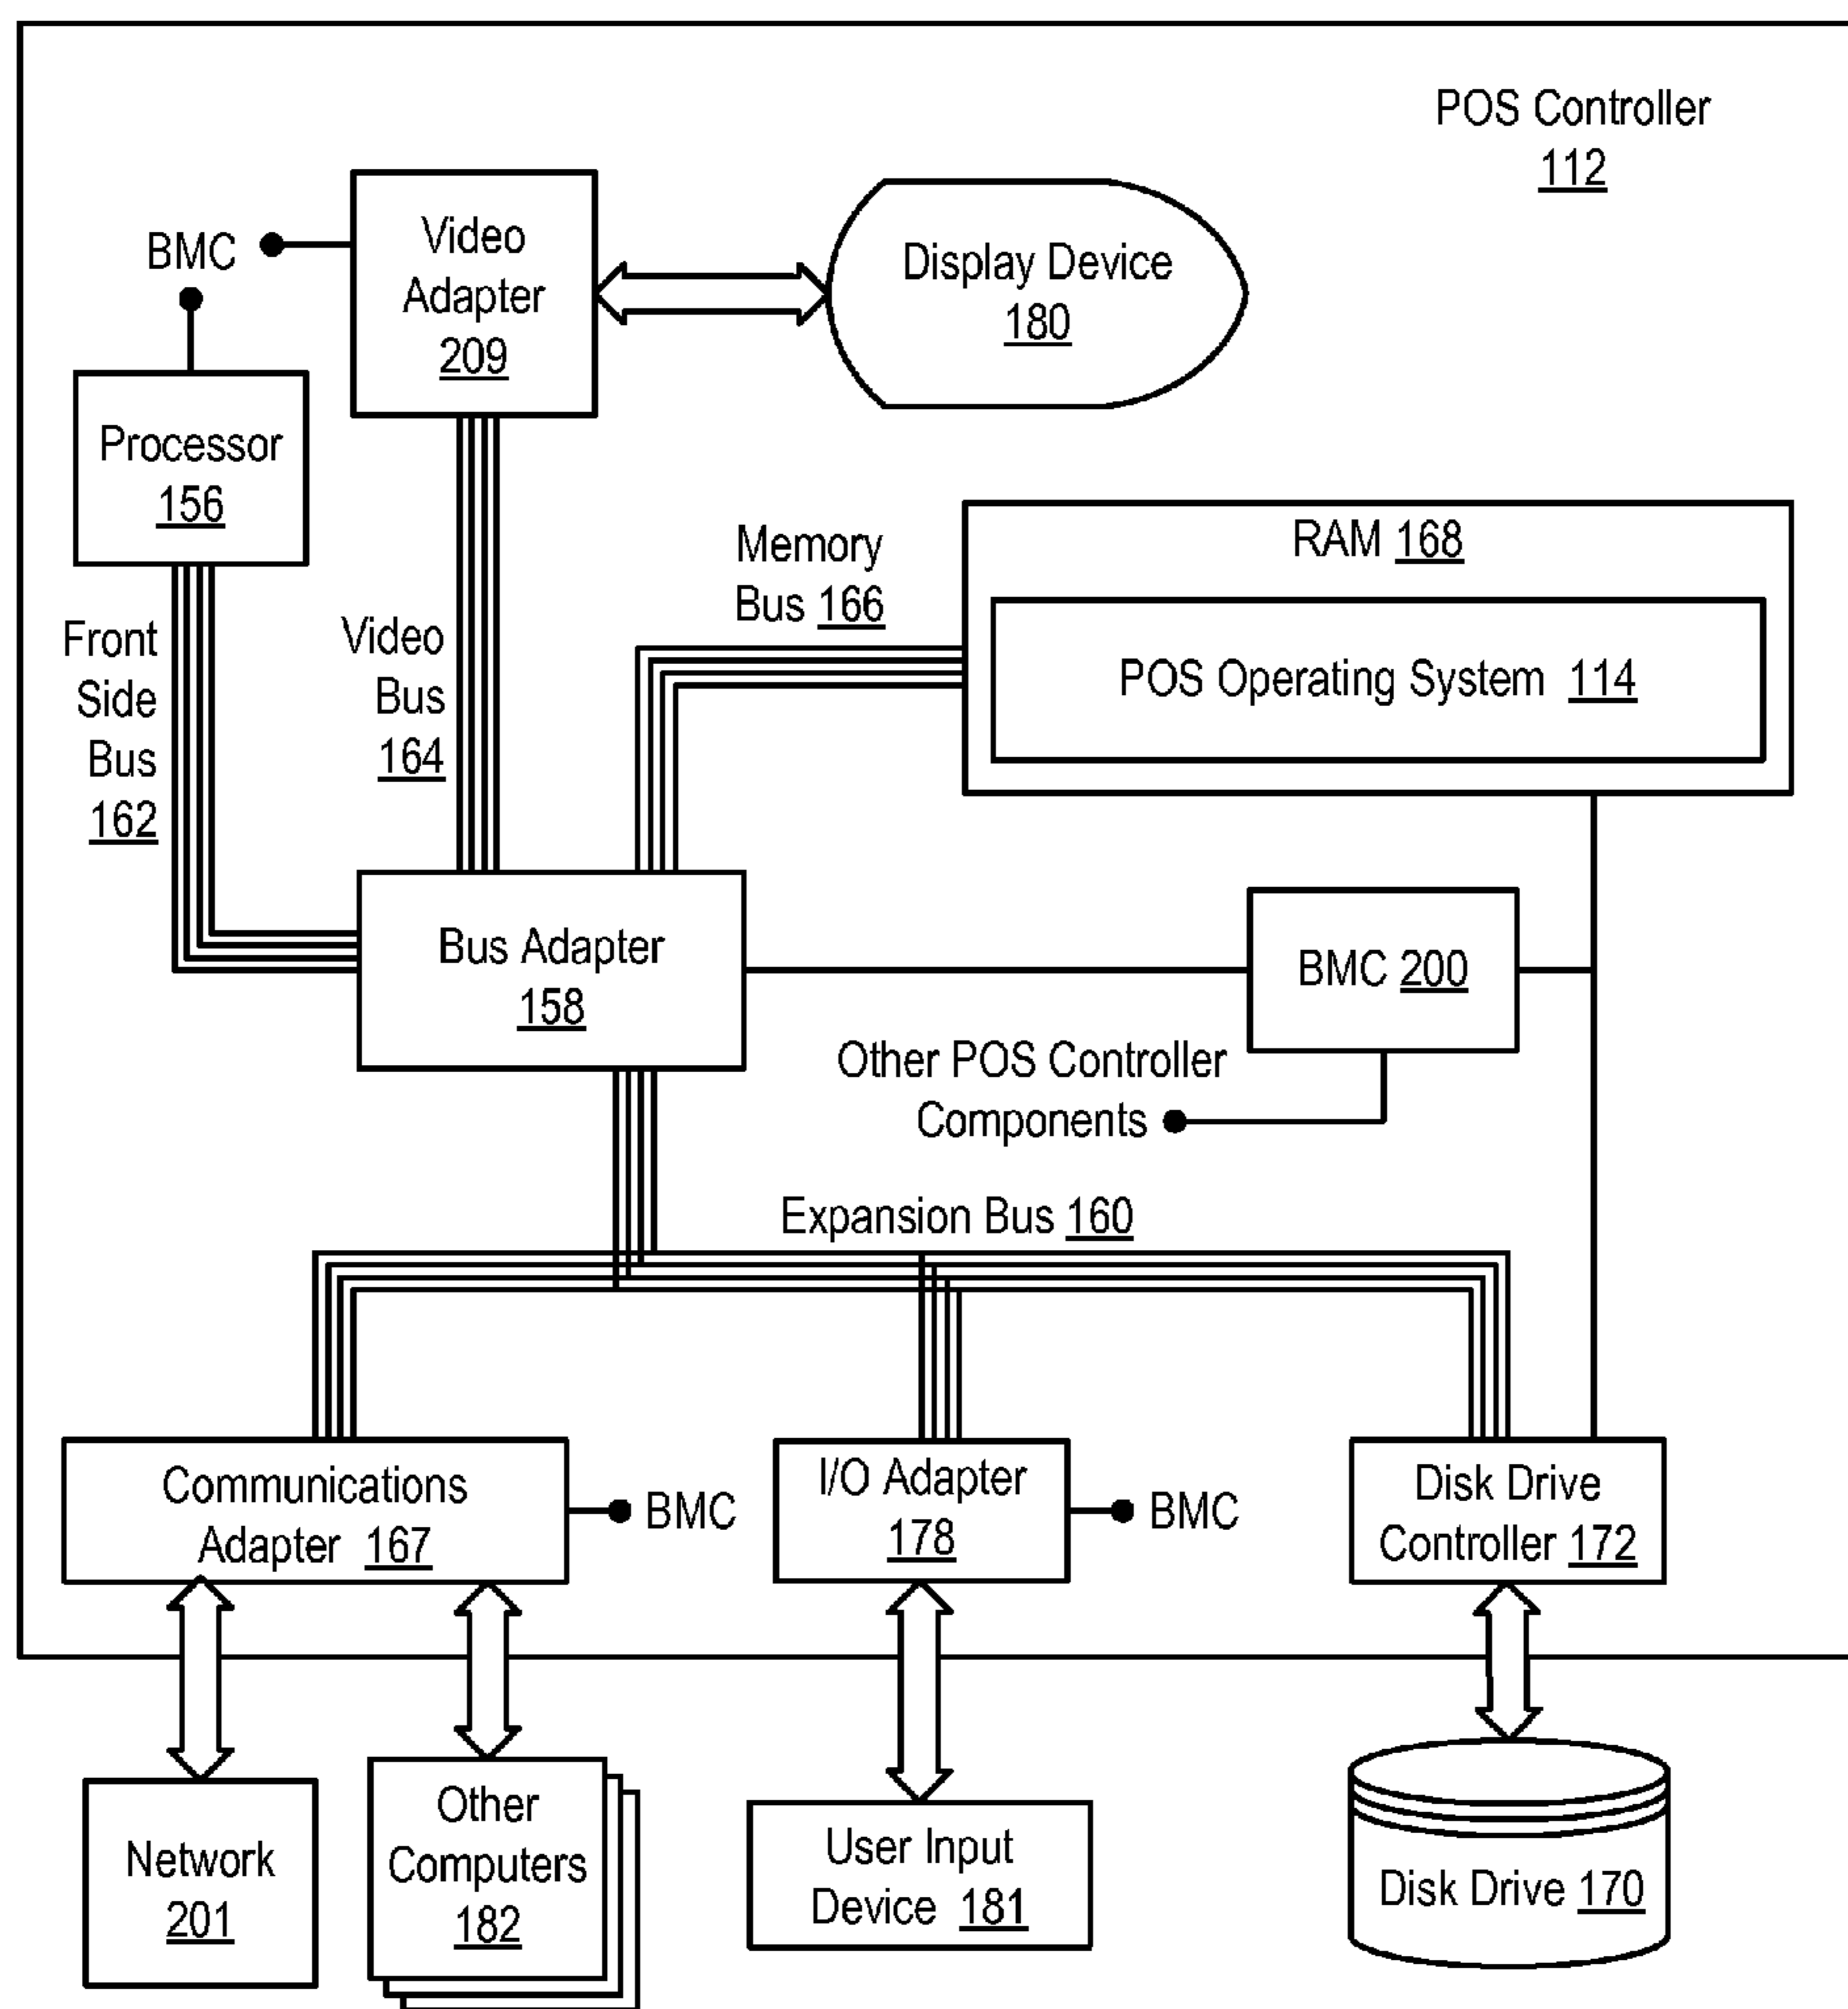 POS Controller
112
BMC
Video
Adapter
209
Display Device
180
Processor
156
Front
Side
Bus
162
Video
Bus
164
Memory
Bus 166
RAM 168
POS Operating System 114
Bus Adapter
158
BMC 200
Other POS Controller
Components
Expansion Bus 160
Communications
Adapter 167
BMC
I/O Adapter
178
BMC
Disk Drive
Controller 172
Network
201
Other
Computers
182
User Input
Device 181
Disk Drive 170